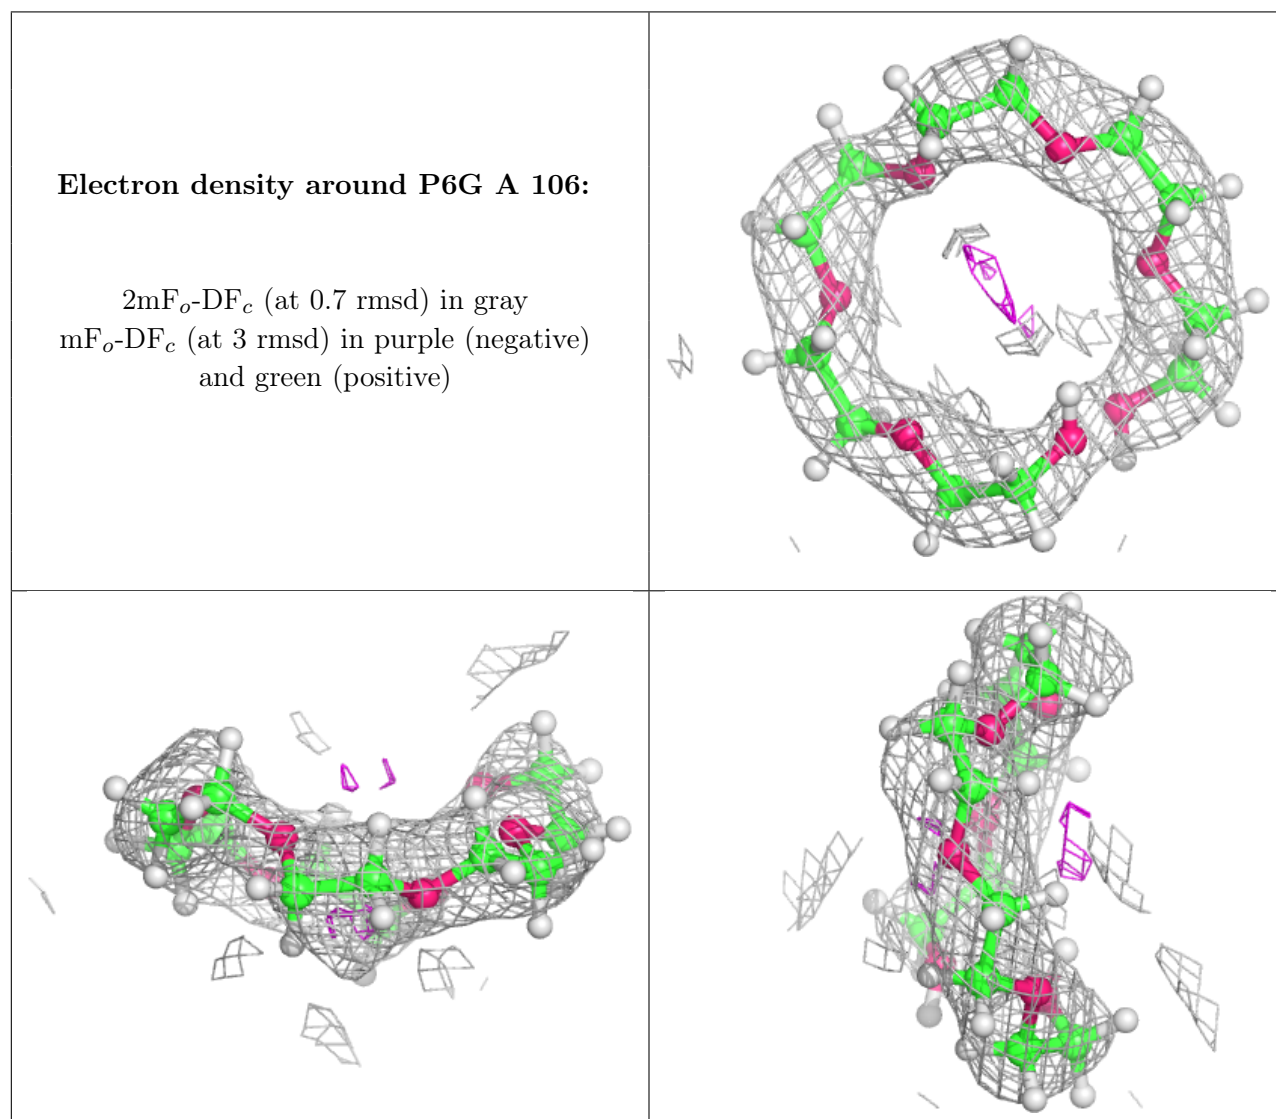 Electron density around P6G A 106:
2mFo-DFc (at 0.7 rmsd) in gray
mFo-DFc (at 3 rmsd) in purple (negative)
and green (positive)